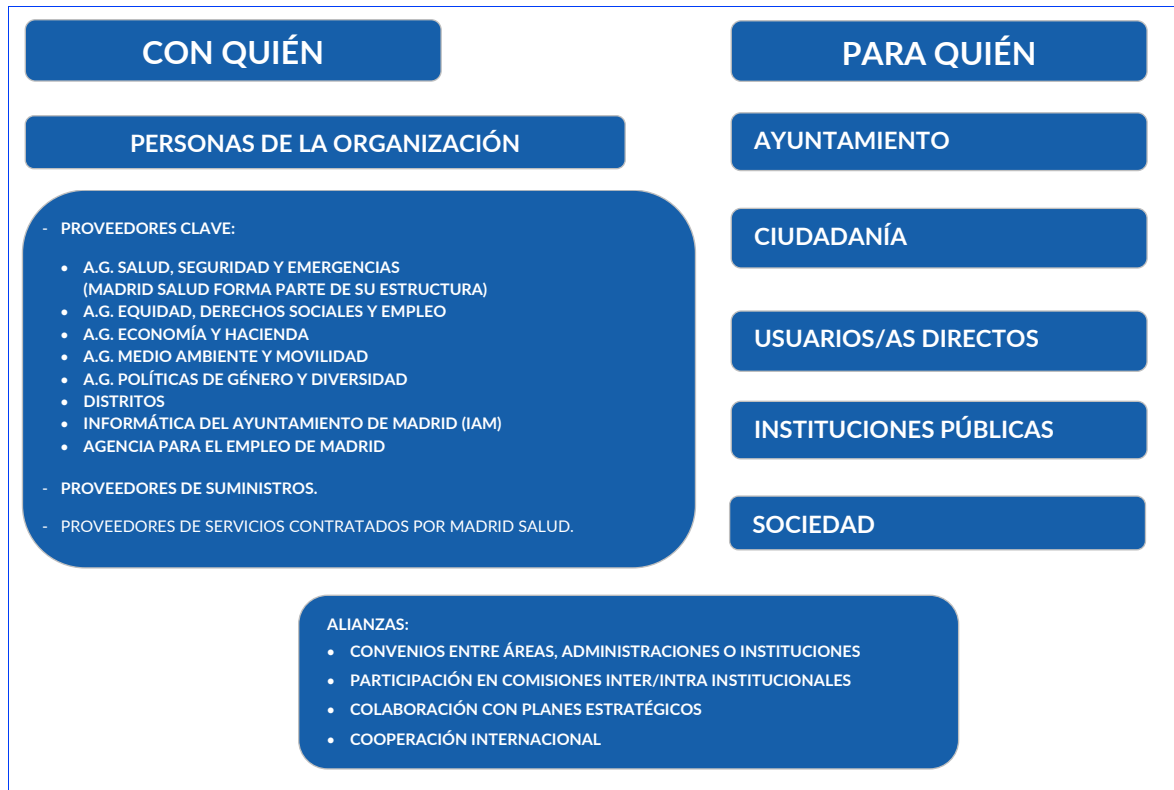 CON QUIÉN
PERSONAS DE LA ORGANIZACIÓN
- PROVEEDORES CLAVE:
• A.G. SALUD, SEGURIDAD Y EMERGENCIAS
(MADRID SALUD FORMA PARTE DE SU ESTRUCTURA)
• A.G. EQUIDAD, DERECHOS SOCIALES Y EMPLEO
• A.G. ECONOMÍA Y HACIENDA
• A.G. MEDIO AMBIENTE Y MOVILIDAD
• A.G. POLÍTICAS DE GÉNERO Y DIVERSIDAD
• DISTRITOS
• INFORMÁTICA DEL AYUNTAMIENTO DE MADRID (IAM)
• AGENCIA PARA EL EMPLEO DE MADRID
- PROVEEDORES DE SUMINISTROS.
- PROVEEDORES DE SERVICIOS CONTRATADOS POR MADRID SALUD.
PARA QUIÉN
AYUNTAMIENTO
CIUDADANÍA
USUARIOS/AS DIRECTOS
INSTITUCIONES PÚBLICAS
SOCIEDAD
ALIANZAS:
• CONVENIOS ENTRE ÁREAS, ADMINISTRACIONES O INSTITUCIONES
• PARTICIPACIÓN EN COMISIONES INTER/INTRA INSTITUCIONALES
• COLABORACIÓN CON PLANES ESTRATÉGICOS
• COOPERACIÓN INTERNACIONAL